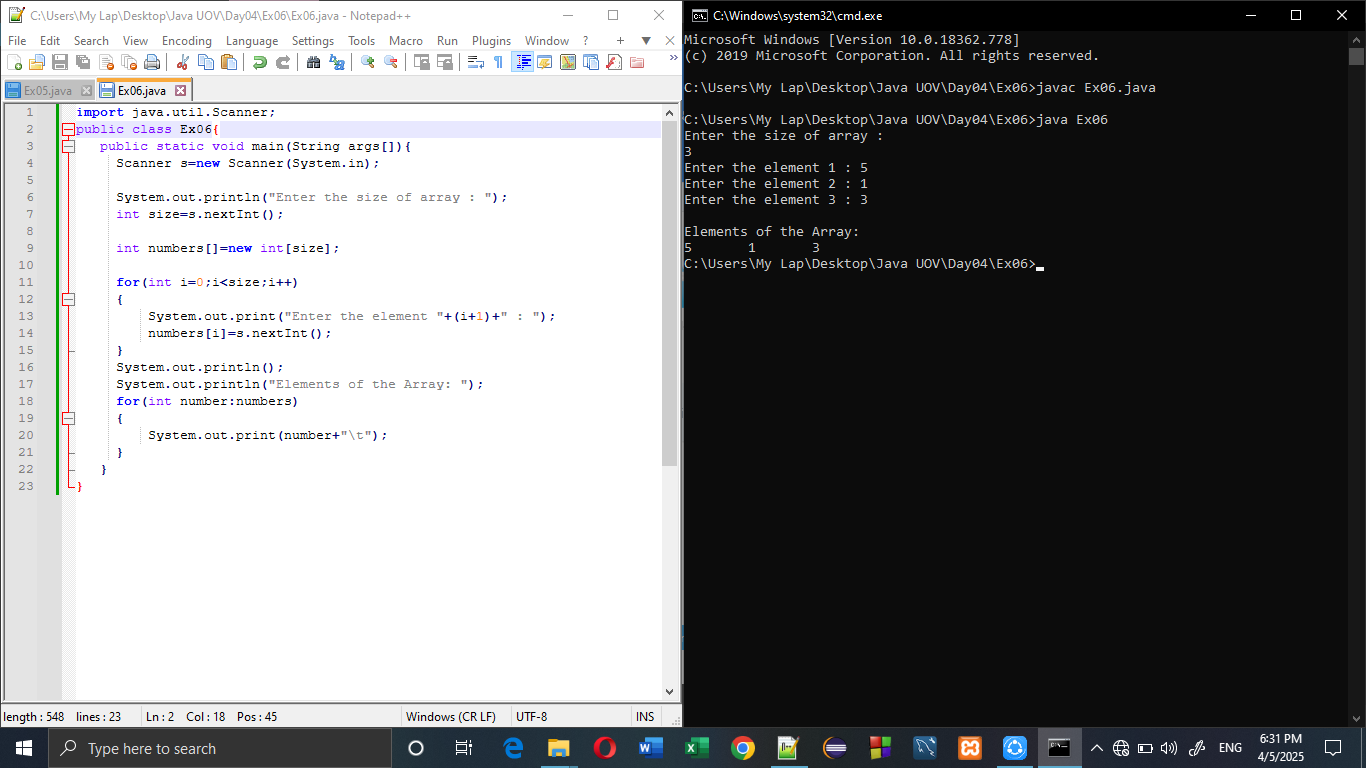 C:\Users\My Lap\Desktop\Java UOV\Day04\Ex06\Ex06.java - Notepad++
File Edit Search View Encoding Language Settings Tools Macro Run Plugins Window ? + ▼ X
Ex05.java Ex06.java
1 import java.util.Scanner;
2 public class Ex06{
3 public static void main(String args[]){
4 Scanner s=new Scanner(System.in);
5
6 System.out.println("Enter the size of array : ");
7 int size=s.nextInt();
8
9 int numbers[]=new int[size];
10
11 for(int i=0;i<size;i++)
12 {
13 System.out.print("Enter the element "+(i+1)+" : ");
14 numbers[i]=s.nextInt();
15 }
16 System.out.println();
17 System.out.println("Elements of the Array: ");
18 for(int number:numbers)
19 {
20 System.out.print(number+"\t");
21 }
22 }
23 }
length : 548 lines : 23 Ln : 2 Col : 18 Pos : 45 Windows (CR LF) UTF-8 INS
C:\Windows\system32\cmd.exe
Microsoft Windows [Version 10.0.18362.778]
(c) 2019 Microsoft Corporation. All rights reserved.
C:\Users\My Lap\Desktop\Java UOV\Day04\Ex06>javac Ex06.java
C:\Users\My Lap\Desktop\Java UOV\Day04\Ex06>java Ex06
Enter the size of array :
3
Enter the element 1 : 5
Enter the element 2 : 1
Enter the element 3 : 3
Elements of the Array:
5 1 3
C:\Users\My Lap\Desktop\Java UOV\Day04\Ex06>
Type here to search
ENG
6:31 PM
4/5/2025